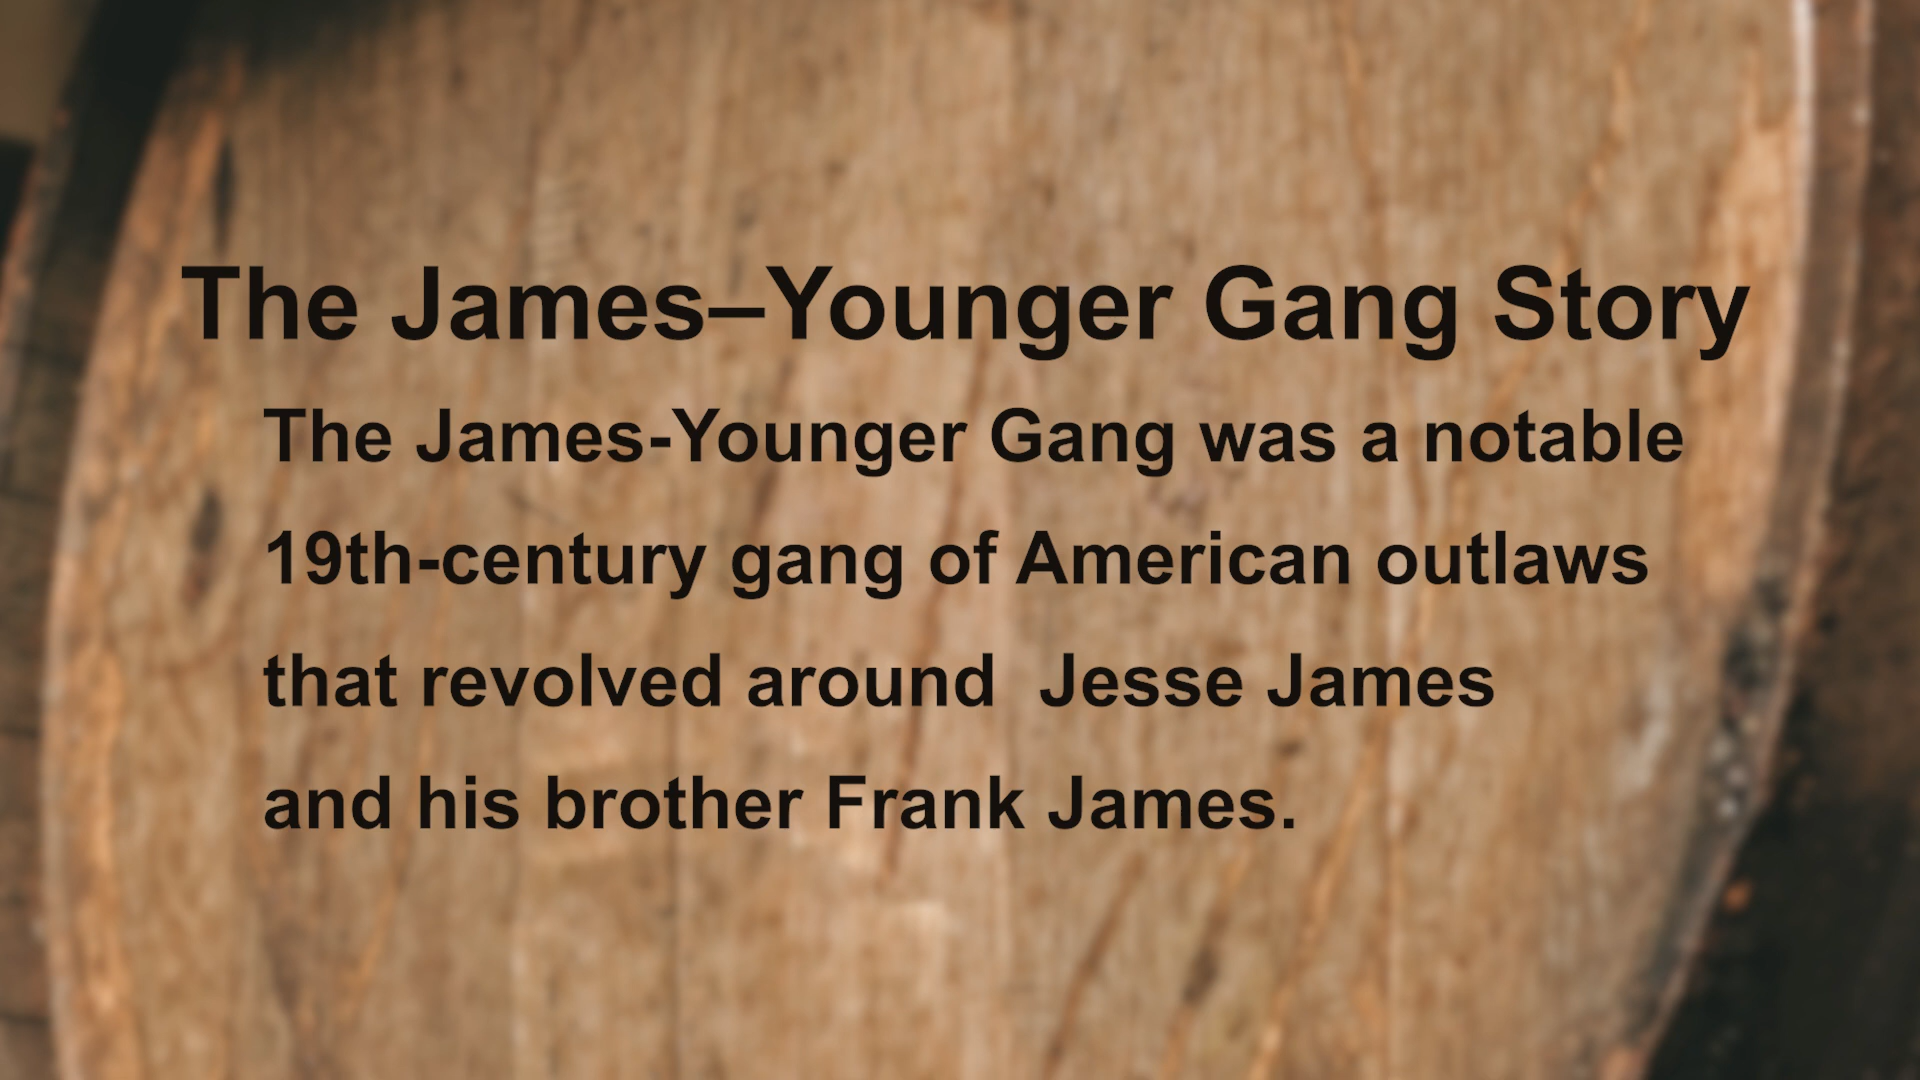 The James–Younger Gang Story
The James-Younger Gang was a notable
19th-century gang of American outlaws
that revolved around  Jesse James
and his brother Frank James.